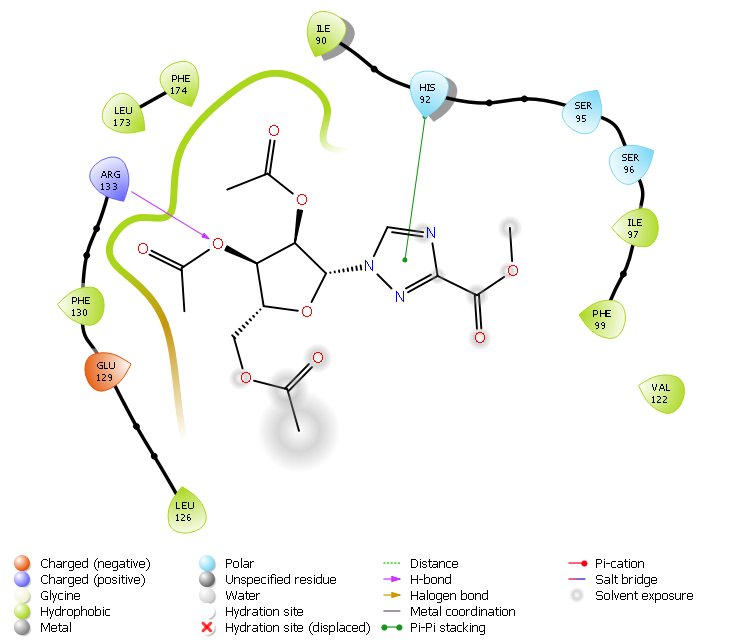 ILE
90
HIS
92
PHE
174
LEU
173
SER
95
SER
96
ARG
133
ILE
97
PHE
130
PHE
99
GLU
129
VAL
122
LEU
126
O
O
O
O
N
N
N
O
O
O
O
O
Charged (negative)
Charged (positive)
Glycine
Hydrophobic
Metal
Polar
Unspecified residue
Water
Hydration site
Hydration site (displaced)
Distance
H-bond
Halogen bond
Metal coordination
Pi-Pi stacking
Pi-cation
Salt bridge
Solvent exposure